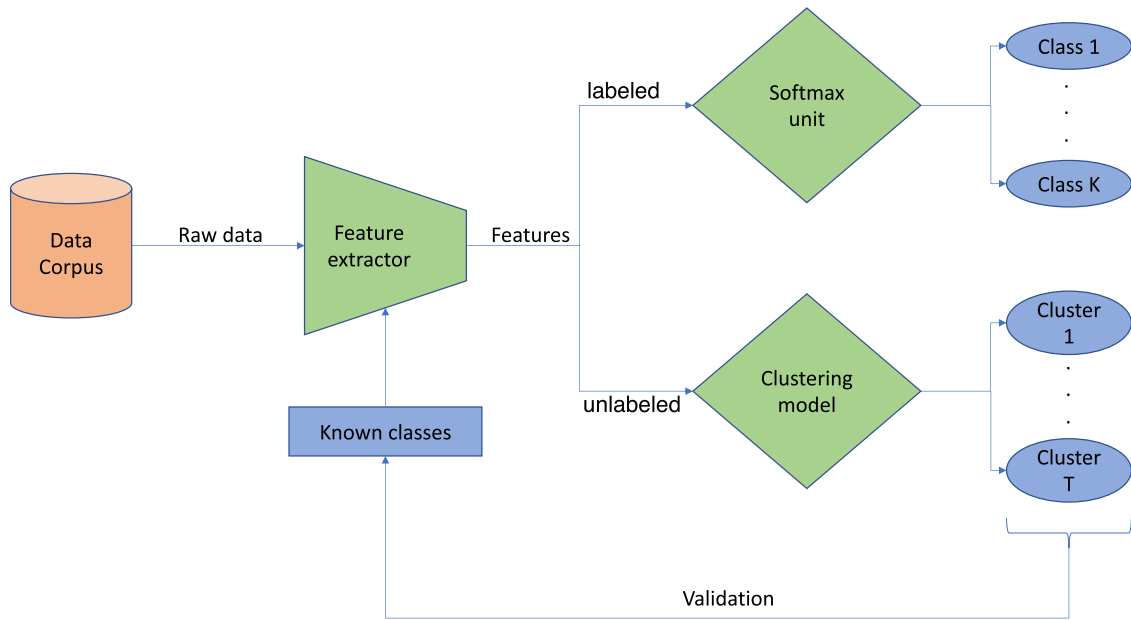 Data
Corpus
Raw data
Feature
extractor
Features
labeled
Softmax
unit
Class 1
.
.
.
Class K
unlabeled
Clustering
model
Cluster
1
.
.
.
Cluster
T
Known classes
Validation